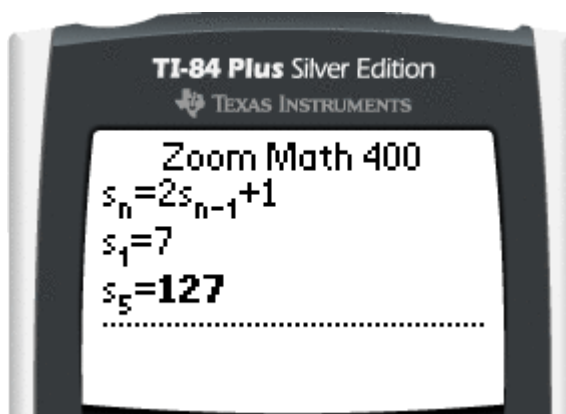 TI-84 Plus Silver Edition
TEXAS INSTRUMENTS
Zoom Math 400
sₙ=2sₙ₋₁+1
s₁=7
s₅=127